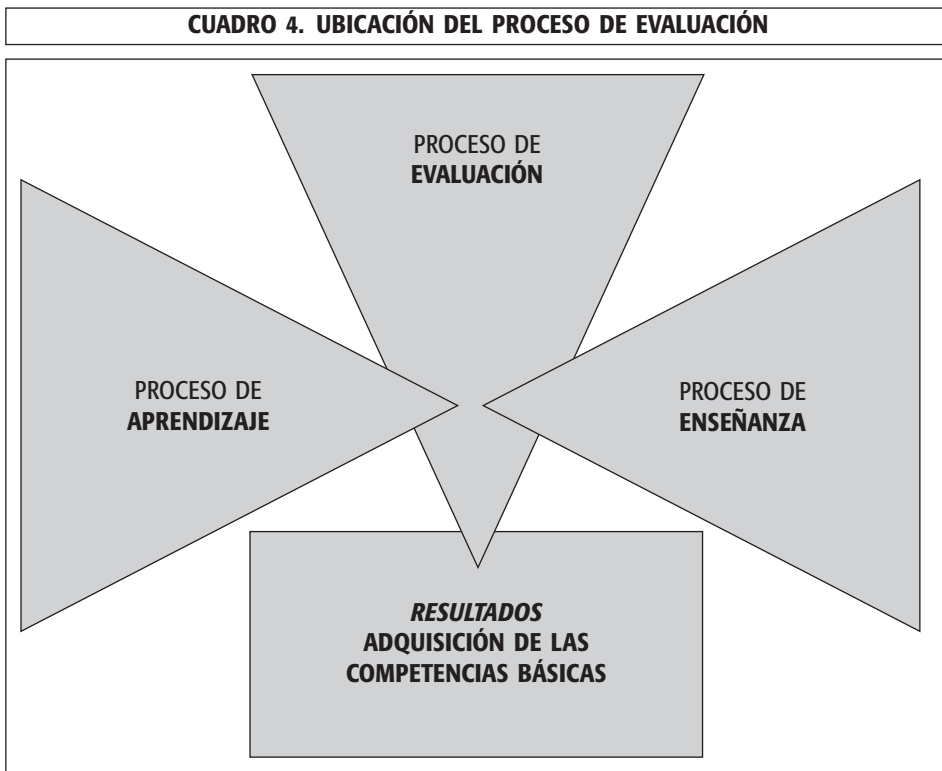 CUADRO 4. UBICACIÓN DEL PROCESO DE EVALUACIÓN
PROCESO DE
EVALUACIÓN
PROCESO DE
APRENDIZAJE
PROCESO DE
ENSEÑANZA
RESULTADOS
ADQUISICIÓN DE LAS
COMPETENCIAS BÁSICAS